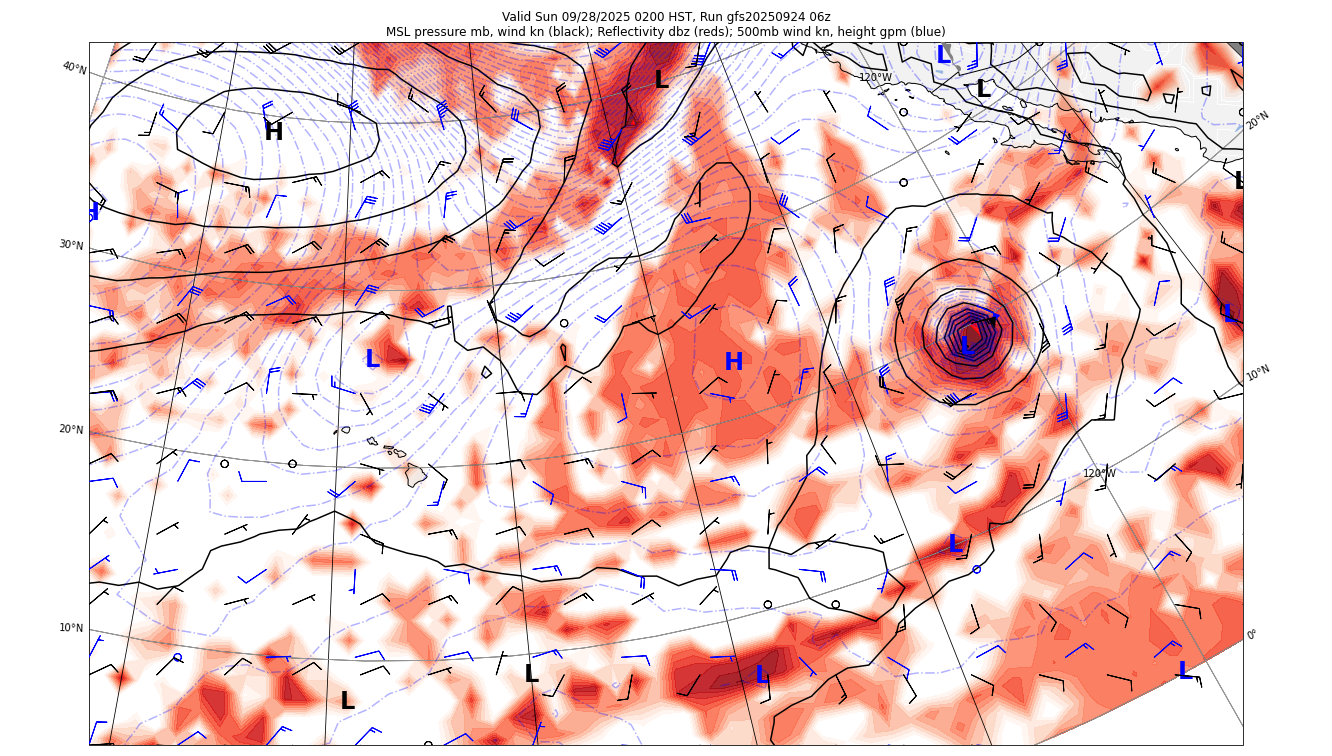 Valid Sun 09/28/2025 0200 HST, Run gfs20250924 06z
MSL pressure mb, wind kn (black); Reflectivity dbz (reds); 500mb wind kn, height gpm (blue)
L
L
40°N
120°W
L
20°N
H
L
H
30°N
L
L
L
H
10°N
20°N
120°W
L
10°N
0°
L
L
L
L